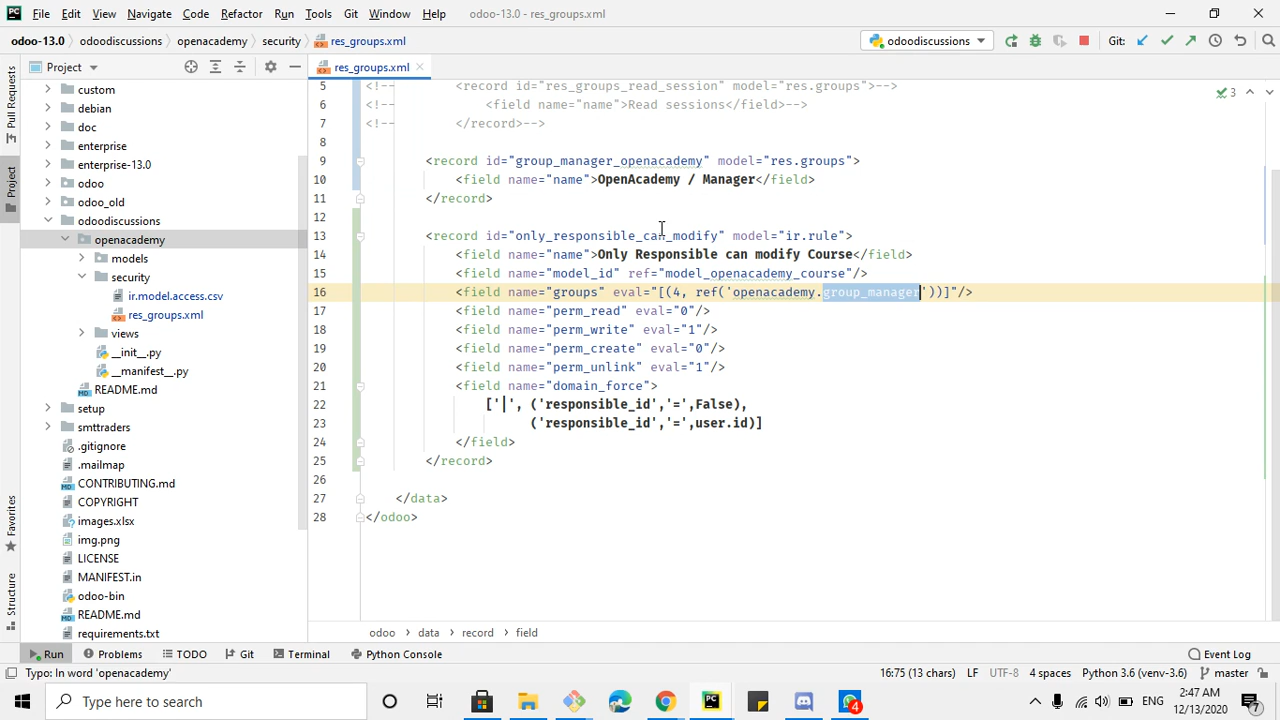 PC File Edit View Navigate Code Refactor Run Tools Git Window Help odoo-13.0 - res_groups.xml
odoo-13.0 odoodiscussions openacademy security res_groups.xml odoodiscussions Git:
Project res_groups.xml
Pull Requests
Project
Favorites
Structure
custom
debian
doc
enterprise
enterprise-13.0
odoo
odoo_old
odoodiscussions
openacademy
models
security
ir.model.access.csv
res_groups.xml
views
__init__.py
__manifest__.py
README.md
setup
smttraders
.gitignore
.mailmap
CONTRIBUTING.md
COPYRIGHT
images.xlsx
img.png
LICENSE
MANIFEST.in
odoo-bin
README.md
requirements.txt
3
5 <!-- <record id="res_groups_read_session" model="res.groups">-->
6 <!-- <field name="name">Read sessions</field>-->
7 <!-- </record>-->
8
9 <record id="group_manager_openacademy" model="res.groups">
10 <field name="name">OpenAcademy / Manager</field>
11 </record>
12
13 <record id="only_responsible_can_modify" model="ir.rule">
14 <field name="name">Only Responsible can modify Course</field>
15 <field name="model_id" ref="model_openacademy_course"/>
16 <field name="groups" eval="[(4, ref('openacademy.group_manager'))]"/>
17 <field name="perm_read" eval="0"/>
18 <field name="perm_write" eval="1"/>
19 <field name="perm_create" eval="0"/>
20 <field name="perm_unlink" eval="1"/>
21 <field name="domain_force">
22 ['|', ('responsible_id','=',False),
23 ('responsible_id','=',user.id)]
24 </field>
25 </record>
26
27 </data>
28 </odoo>
odoo › data › record › field
Run Problems TODO Git Terminal Python Console Event Log
Typo: In word 'openacademy' 16:75 (13 chars) LF UTF-8 4 spaces Python 3.6 (venv-3.6) master
Type here to search
4
PC
ENG
2:47 AM
12/13/2020
7